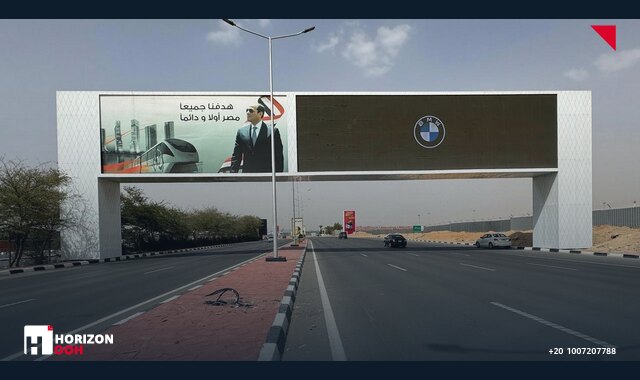 هدفنا جميعا
مصر أولا و دائما
BMW
HORIZON
OOH
+20 1007207788